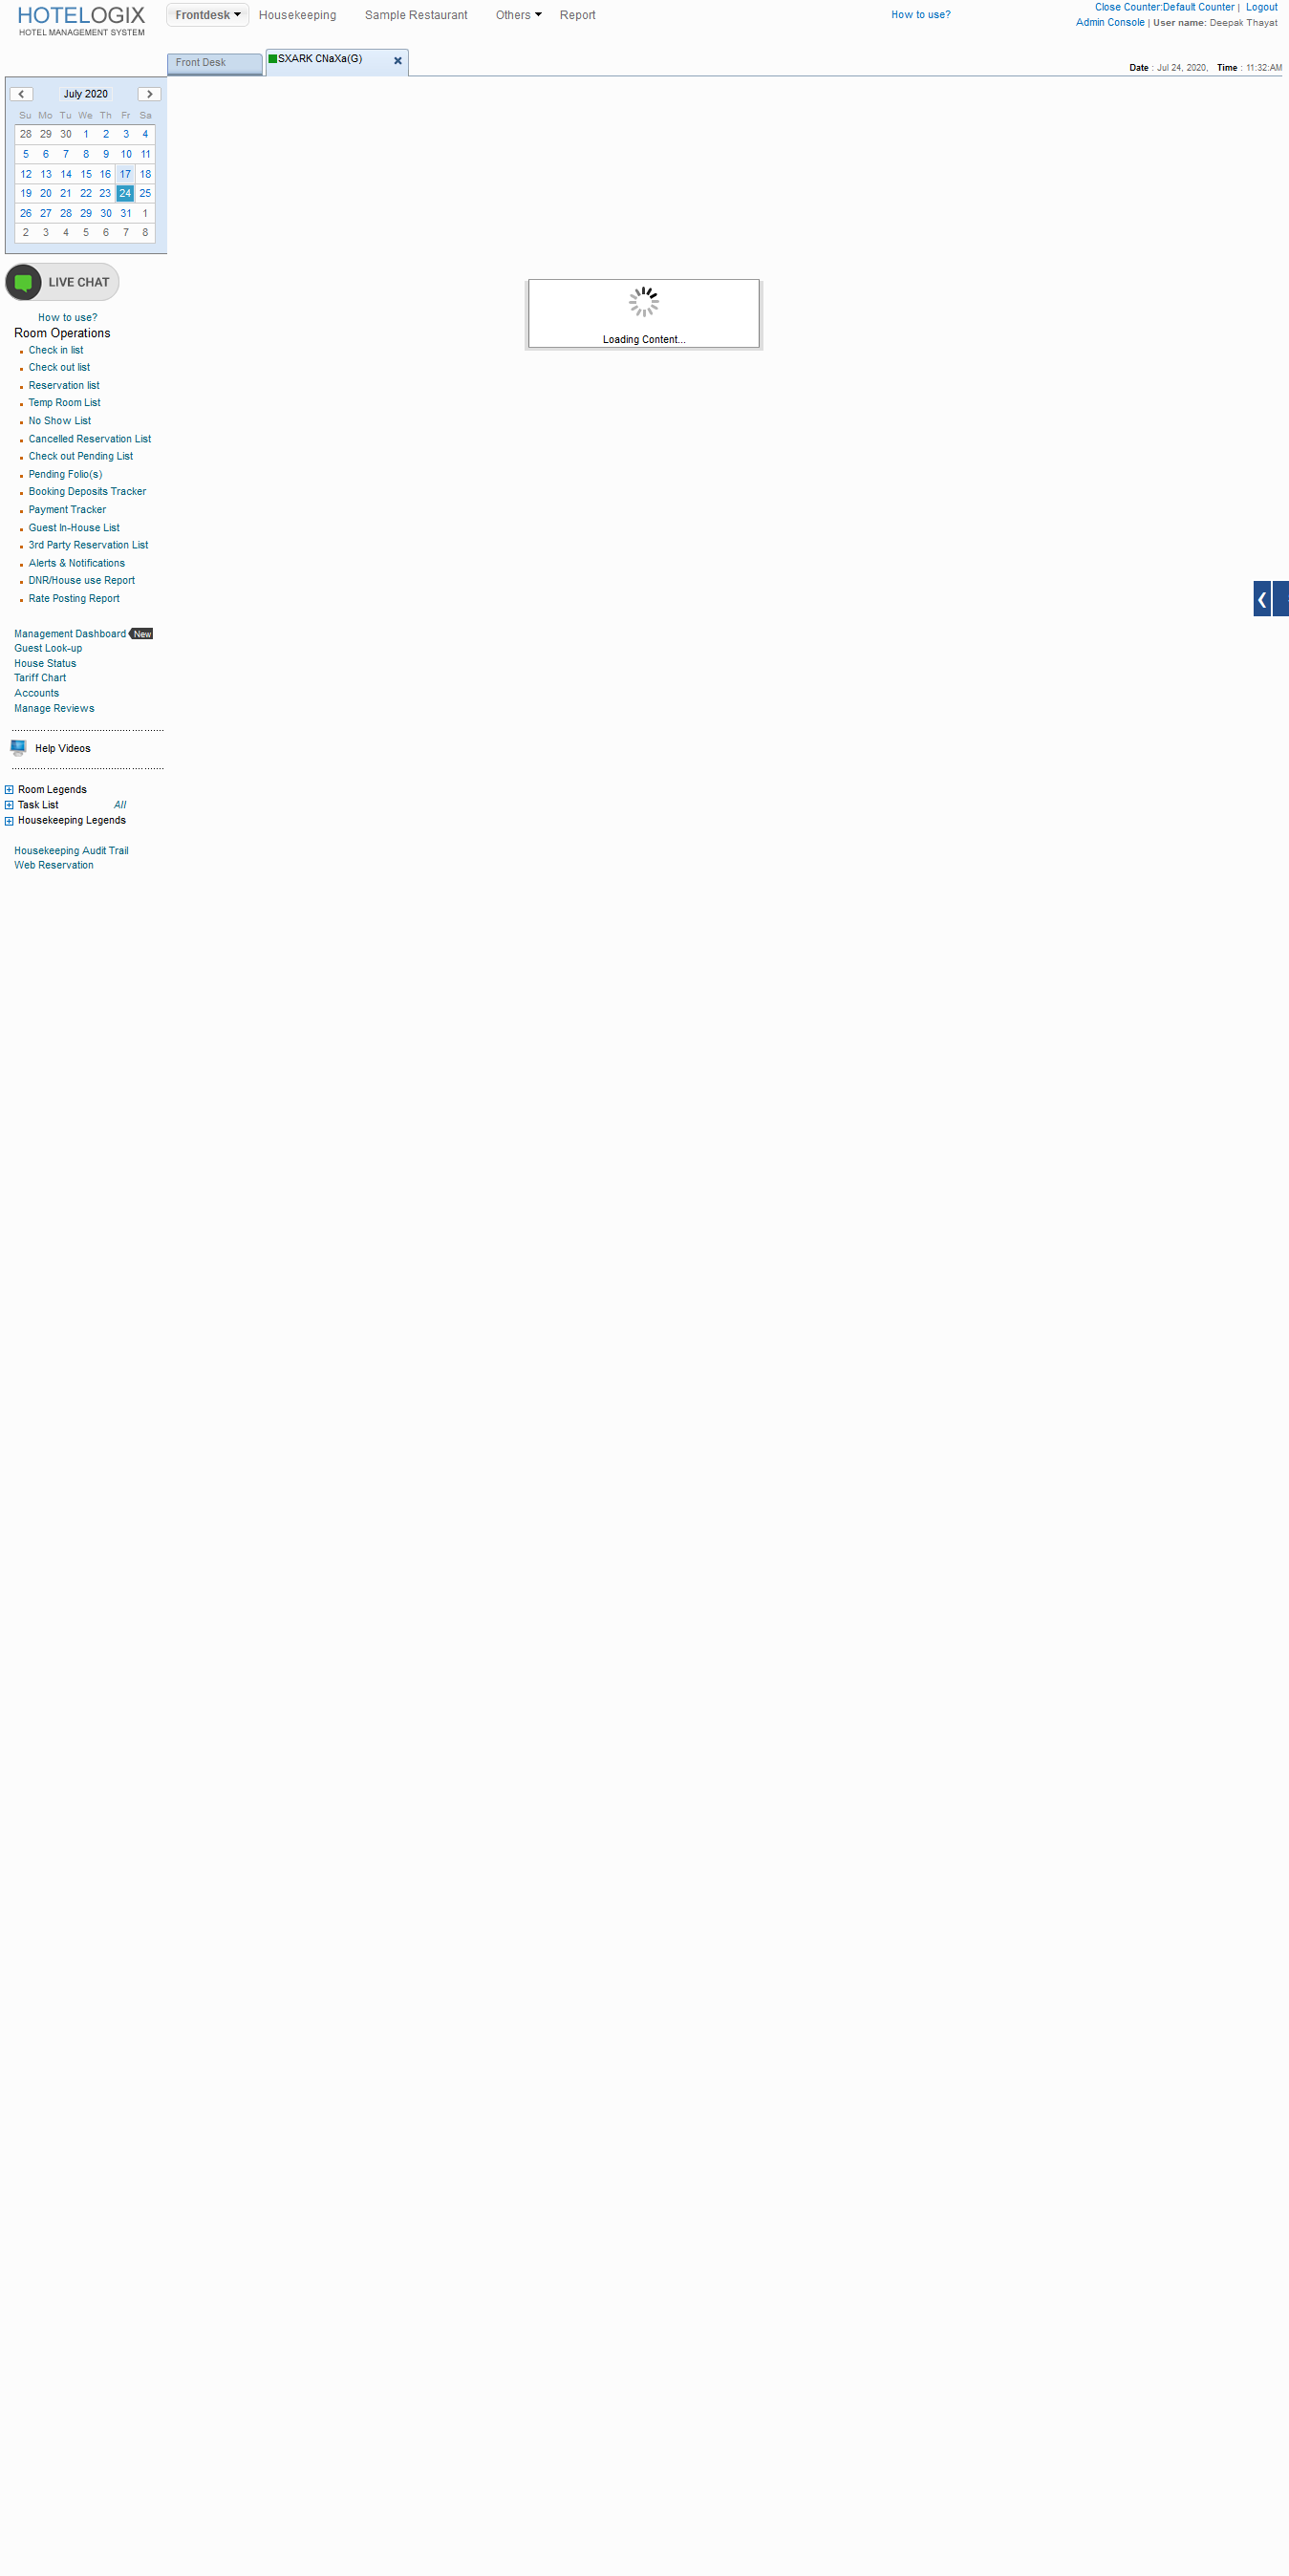 HOTELOGIX
HOTEL MANAGEMENT SYSTEM
Frontdesk Housekeeping Sample Restaurant Others Report
How to use?
Close Counter:Default Counter | Logout
Admin Console | User name: Deepak Thayat
Front Desk
SXARK CNaXa(G)
Date : Jul 24, 2020, Time : 11:32:AM
July 2020
Su Mo Tu We Th Fr Sa
28 29 30 1 2 3 4
5 6 7 8 9 10 11
12 13 14 15 16 17 18
19 20 21 22 23 24 25
26 27 28 29 30 31 1
2 3 4 5 6 7 8
LIVE CHAT
How to use?
Room Operations
Check in list
Check out list
Reservation list
Temp Room List
No Show List
Cancelled Reservation List
Check out Pending List
Pending Folio(s)
Booking Deposits Tracker
Payment Tracker
Guest In-House List
3rd Party Reservation List
Alerts & Notifications
DNR/House use Report
Rate Posting Report
Management Dashboard New
Guest Look-up
House Status
Tariff Chart
Accounts
Manage Reviews
Help Videos
Room Legends
Task List All
Housekeeping Legends
Housekeeping Audit Trail
Web Reservation
Loading Content...